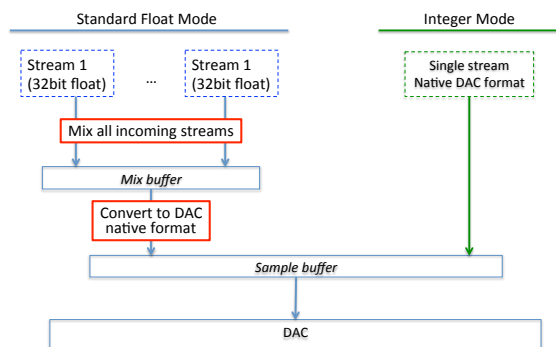 Standard Float Mode
Integer Mode
Stream 1
(32bit float)
...
Stream 1
(32bit float)
Single stream
Native DAC format
Mix all incoming streams
Mix buffer
Convert to DAC
native format
Sample buffer
DAC